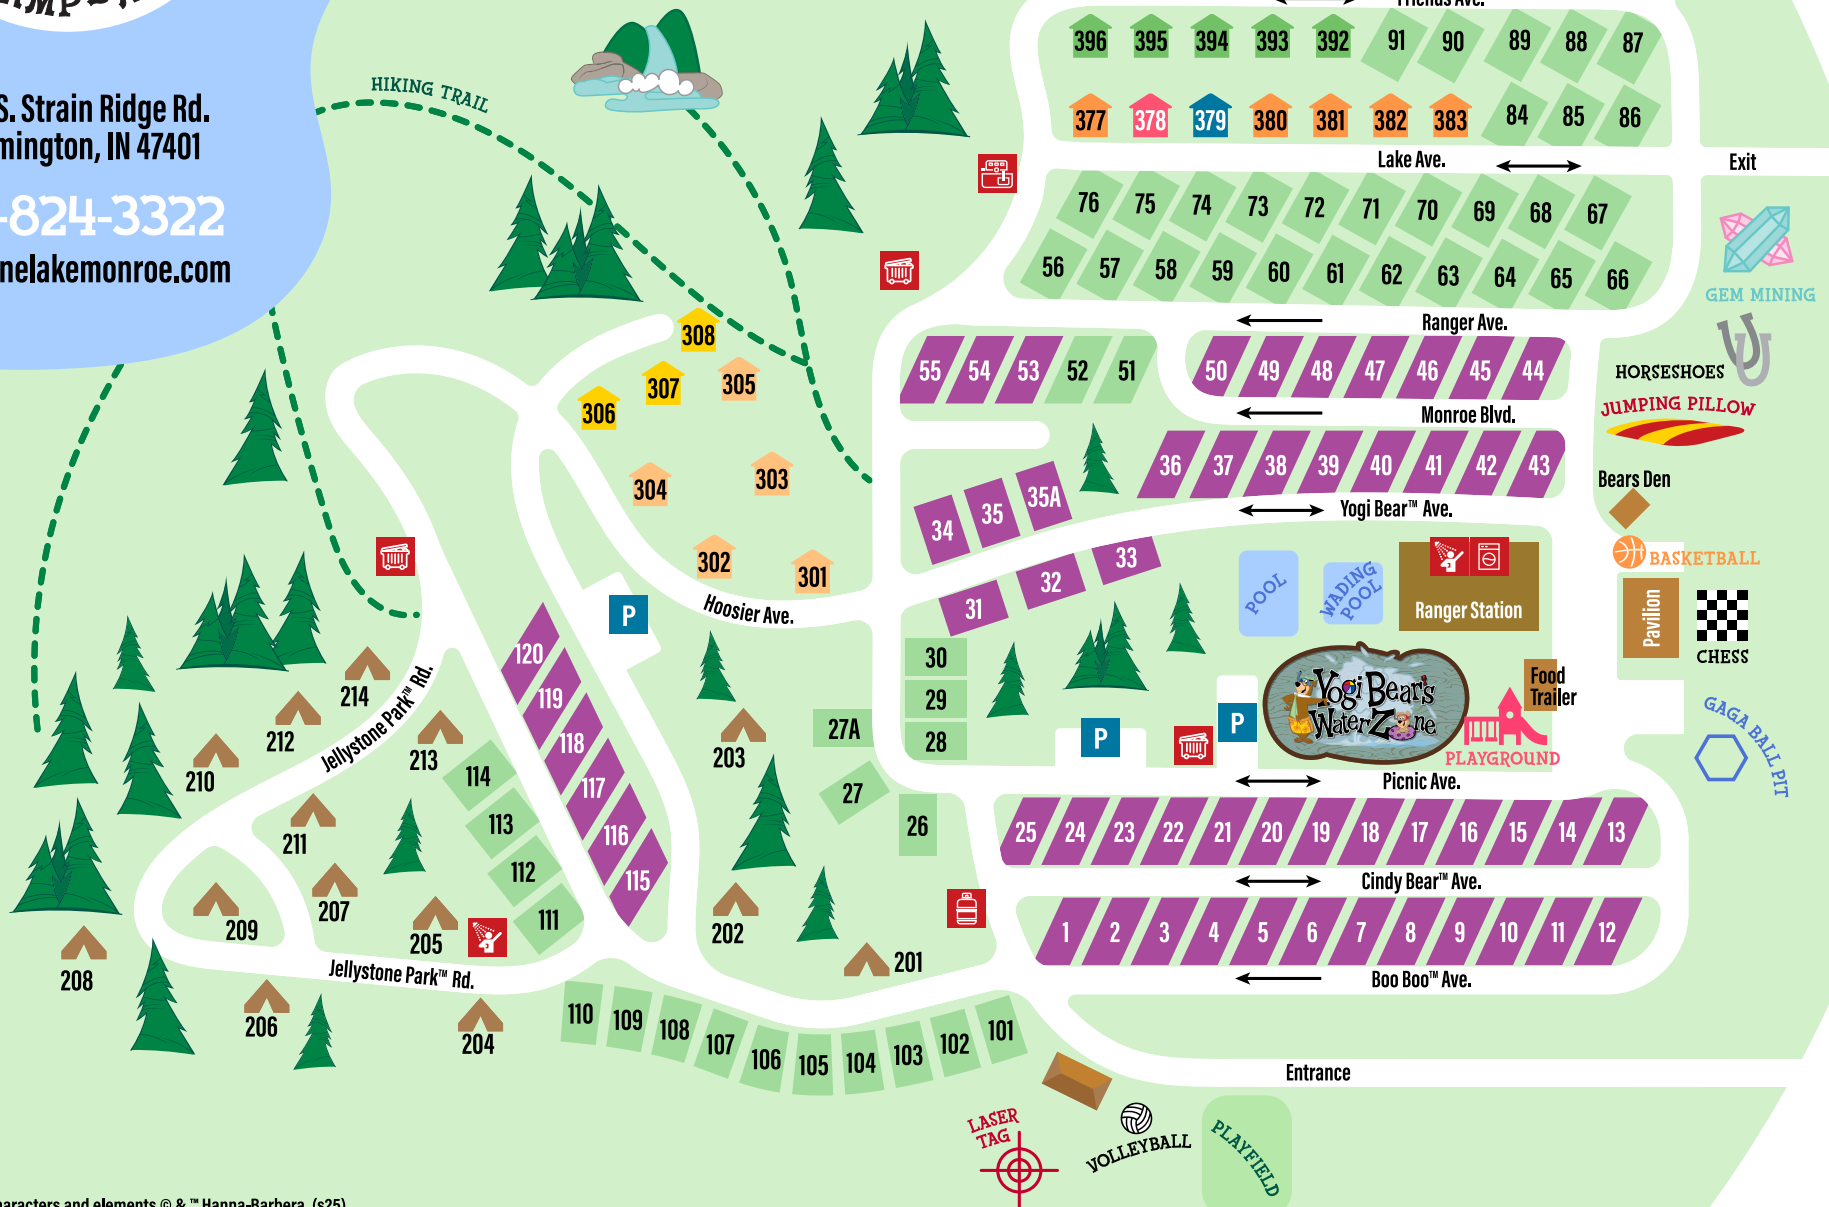 S. Strain Ridge Rd.
mington, IN 47401
-824-3322
nelakemonroe.com
HIKING TRAIL
396 395 394 393 392 91 90 89 88 87
377 378 379 380 381 382 383 84 85 86
Lake Ave.
Exit
76 75 74 73 72 71 70 69 68 67
56 57 58 59 60 61 62 63 64 65 66
GEM MINING
Ranger Ave.
308
307
305
306
55 54 53 52 51
50 49 48 47 46 45 44
HORSESHOES
JUMPING PILLOW
Monroe Blvd.
304
303
36 37 38 39 40 41 42 43
34 35 35A
Bears Den
Yogi Bear™ Ave.
BASKETBALL
302
301
31 32 33
Hoosier Ave.
P
POOL
WADING
POOL
Ranger Station
Pavilion
CHESS
120
119
118
117
116
115
30
29
28
27A
27
26
Yogi Bear's
Water Zone
Food
Trailer
PLAYGROUND
P
P
GAGA BALL PIT
214
212
210
213
Jellystone Park™ Rd.
203
114
113
112
111
Picnic Ave.
211
207
209
205
208
202
201
25 24 23 22 21 20 19 18 17 16 15 14 13
Cindy Bear™ Ave.
1 2 3 4 5 6 7 8 9 10 11 12
Boo Boo™ Ave.
Jellystone Park™ Rd.
206
204
110 109 108 107 106 105 104 103 102 101
Entrance
LASER
TAG
VOLLEYBALL
PLAYFIELD